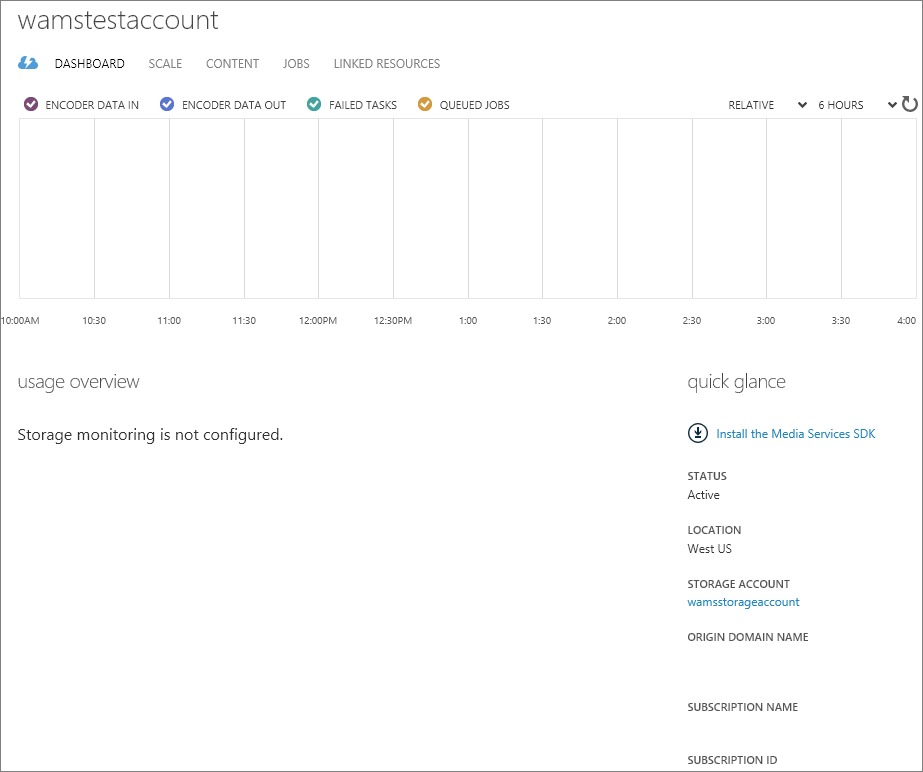 wamstestaccount
DASHBOARD SCALE CONTENT JOBS LINKED RESOURCES
ENCODER DATA IN ENCODER DATA OUT FAILED TASKS QUEUED JOBS RELATIVE 6 HOURS
10:00AM 10:30 11:00 11:30 12:00PM 12:30PM 1:00 1:30 2:00 2:30 3:00 3:30 4:00
usage overview
Storage monitoring is not configured.
quick glance
Install the Media Services SDK
STATUS
Active
LOCATION
West US
STORAGE ACCOUNT
wamsstorageaccount
ORIGIN DOMAIN NAME
SUBSCRIPTION NAME
SUBSCRIPTION ID